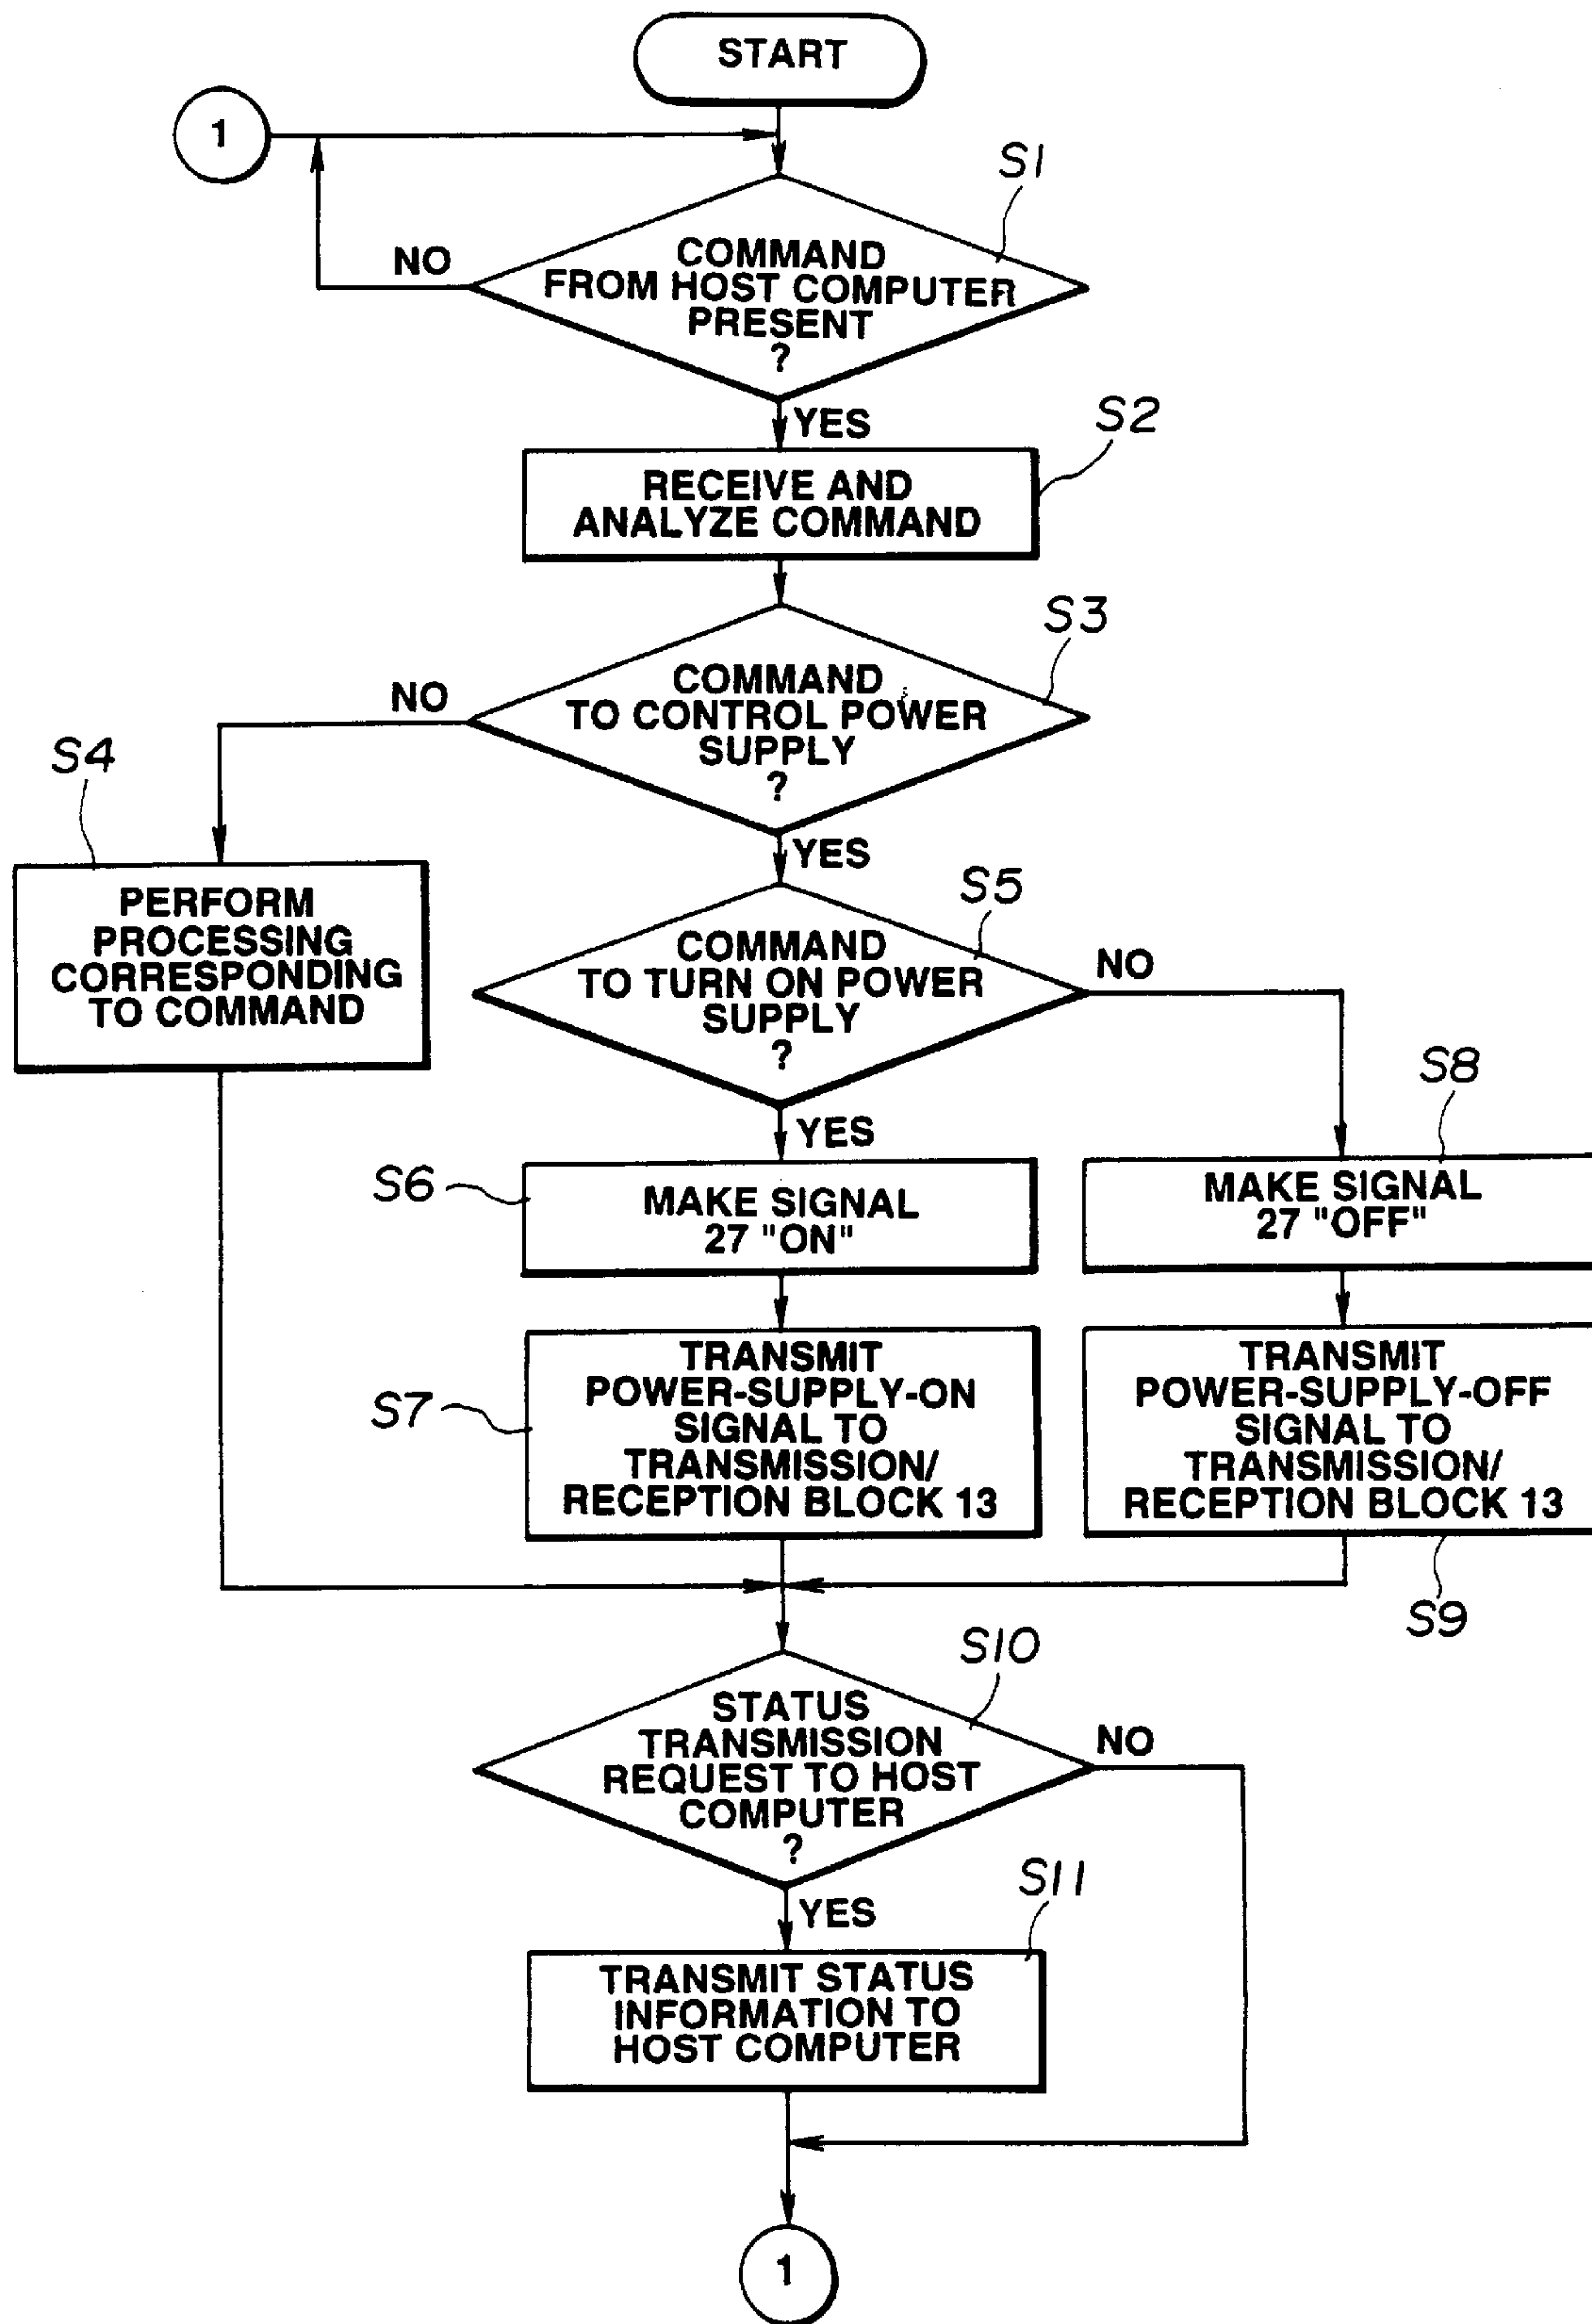 START
1
S1
NO
COMMAND
FROM HOST COMPUTER
PRESENT
?
YES
S2
RECEIVE AND
ANALYZE COMMAND
S3
NO
COMMAND
TO CONTROL POWER
SUPPLY
?
S4
YES
PERFORM
PROCESSING
CORRESPONDING
TO COMMAND
S5
COMMAND
TO TURN ON POWER
SUPPLY
?
NO
YES
S8
S6
MAKE SIGNAL
27 "ON"
MAKE SIGNAL
27 "OFF"
S7
TRANSMIT
POWER-SUPPLY-ON
SIGNAL TO
TRANSMISSION/
RECEPTION BLOCK 13
TRANSMIT
POWER-SUPPLY-OFF
SIGNAL TO
TRANSMISSION/
RECEPTION BLOCK 13
S9
S10
STATUS
TRANSMISSION
REQUEST TO HOST
COMPUTER
?
NO
YES
S11
TRANSMIT STATUS
INFORMATION TO
HOST COMPUTER
1